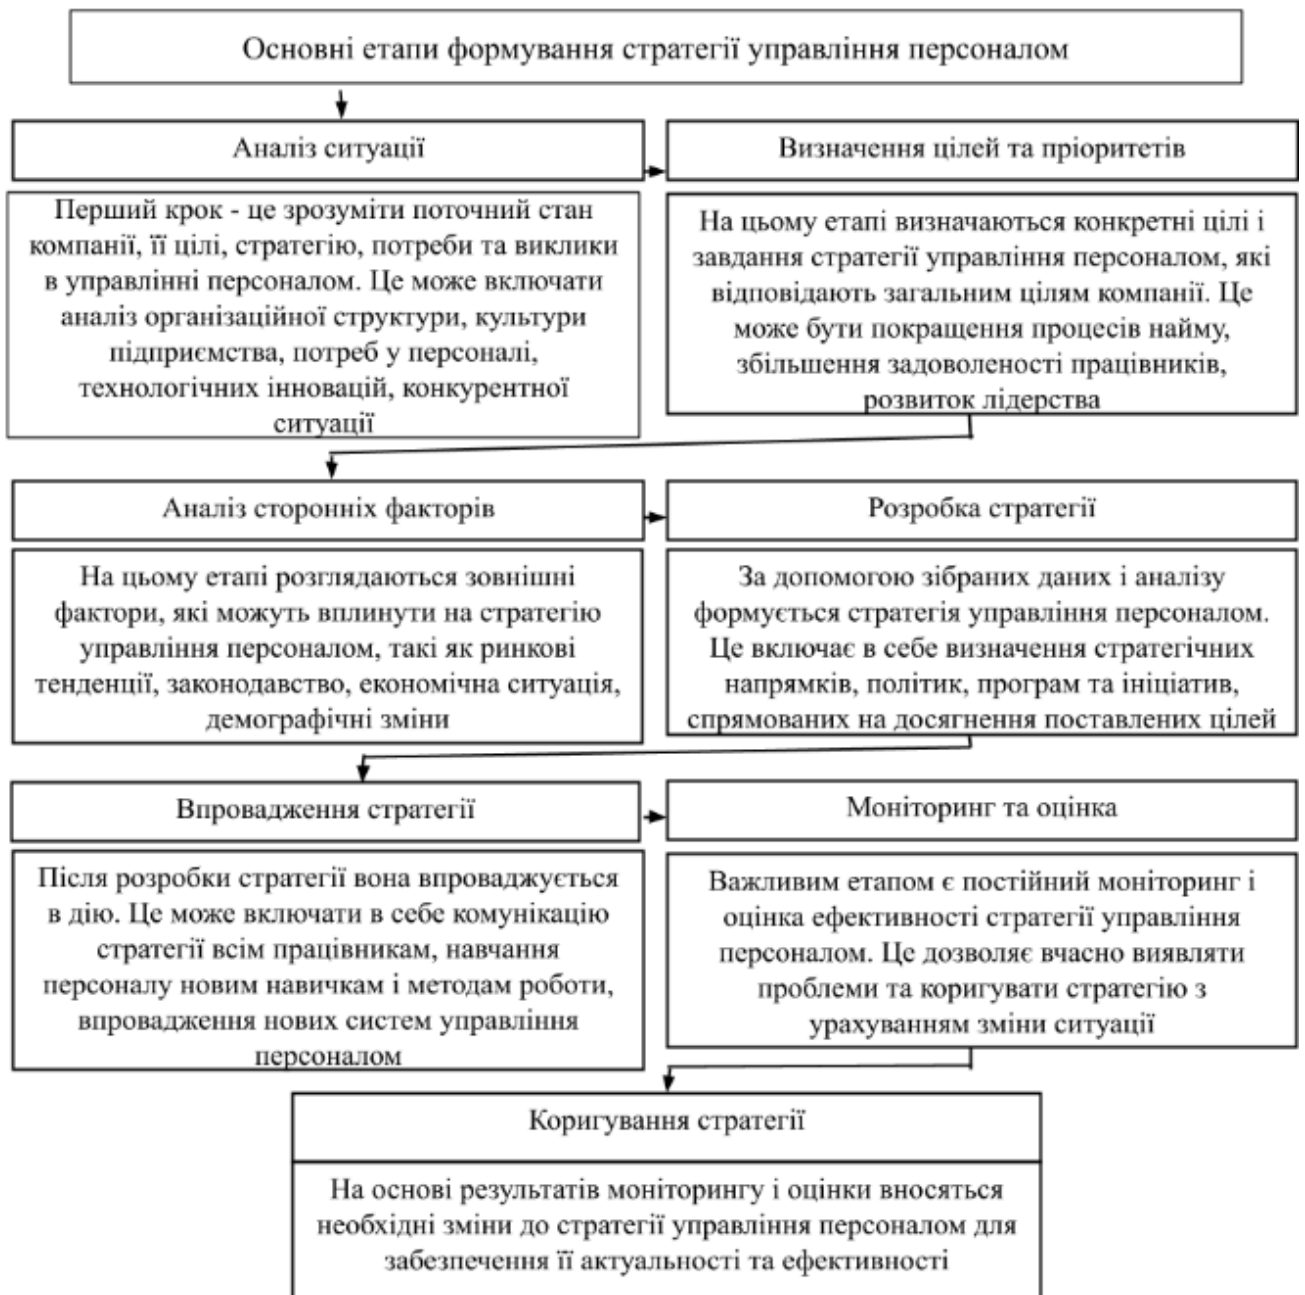 Основні етапи формування стратегії управління персоналом
Аналіз ситуації
Перший крок - це зрозуміти поточний стан
компанії, її цілі, стратегію, потреби та виклики
в управлінні персоналом. Це може включати
аналіз організаційної структури, культури
підприємства, потреб у персоналі,
технологічних інновацій, конкурентної
ситуації
Визначення цілей та пріоритетів
На цьому етапі визначаються конкретні цілі і
завдання стратегії управління персоналом, які
відповідають загальним цілям компанії. Це
може бути покращення процесів найму,
збільшення задоволеності працівників,
розвиток лідерства
Аналіз сторонніх факторів
На цьому етапі розглядаються зовнішні
фактори, які можуть вплинути на стратегію
управління персоналом, такі як ринкові
тенденції, законодавство, економічна ситуація,
демографічні зміни
Розробка стратегії
За допомогою зібраних даних і аналізу
формується стратегія управління персоналом.
Це включає в себе визначення стратегічних
напрямків, політик, програм та ініціатив,
спрямованих на досягнення поставлених цілей
Впровадження стратегії
Після розробки стратегії вона впроваджується
в дію. Це може включати в себе комунікацію
стратегії всім працівникам, навчання
персоналу новим навичкам і методам роботи,
впровадження нових систем управління
персоналом
Моніторинг та оцінка
Важливим етапом є постійний моніторинг і
оцінка ефективності стратегії управління
персоналом. Це дозволяє вчасно виявляти
проблеми та коригувати стратегію з
урахуванням зміни ситуації
Коригування стратегії
На основі результатів моніторингу і оцінки вносяться
необхідні зміни до стратегії управління персоналом для
забезпечення її актуальності та ефективності